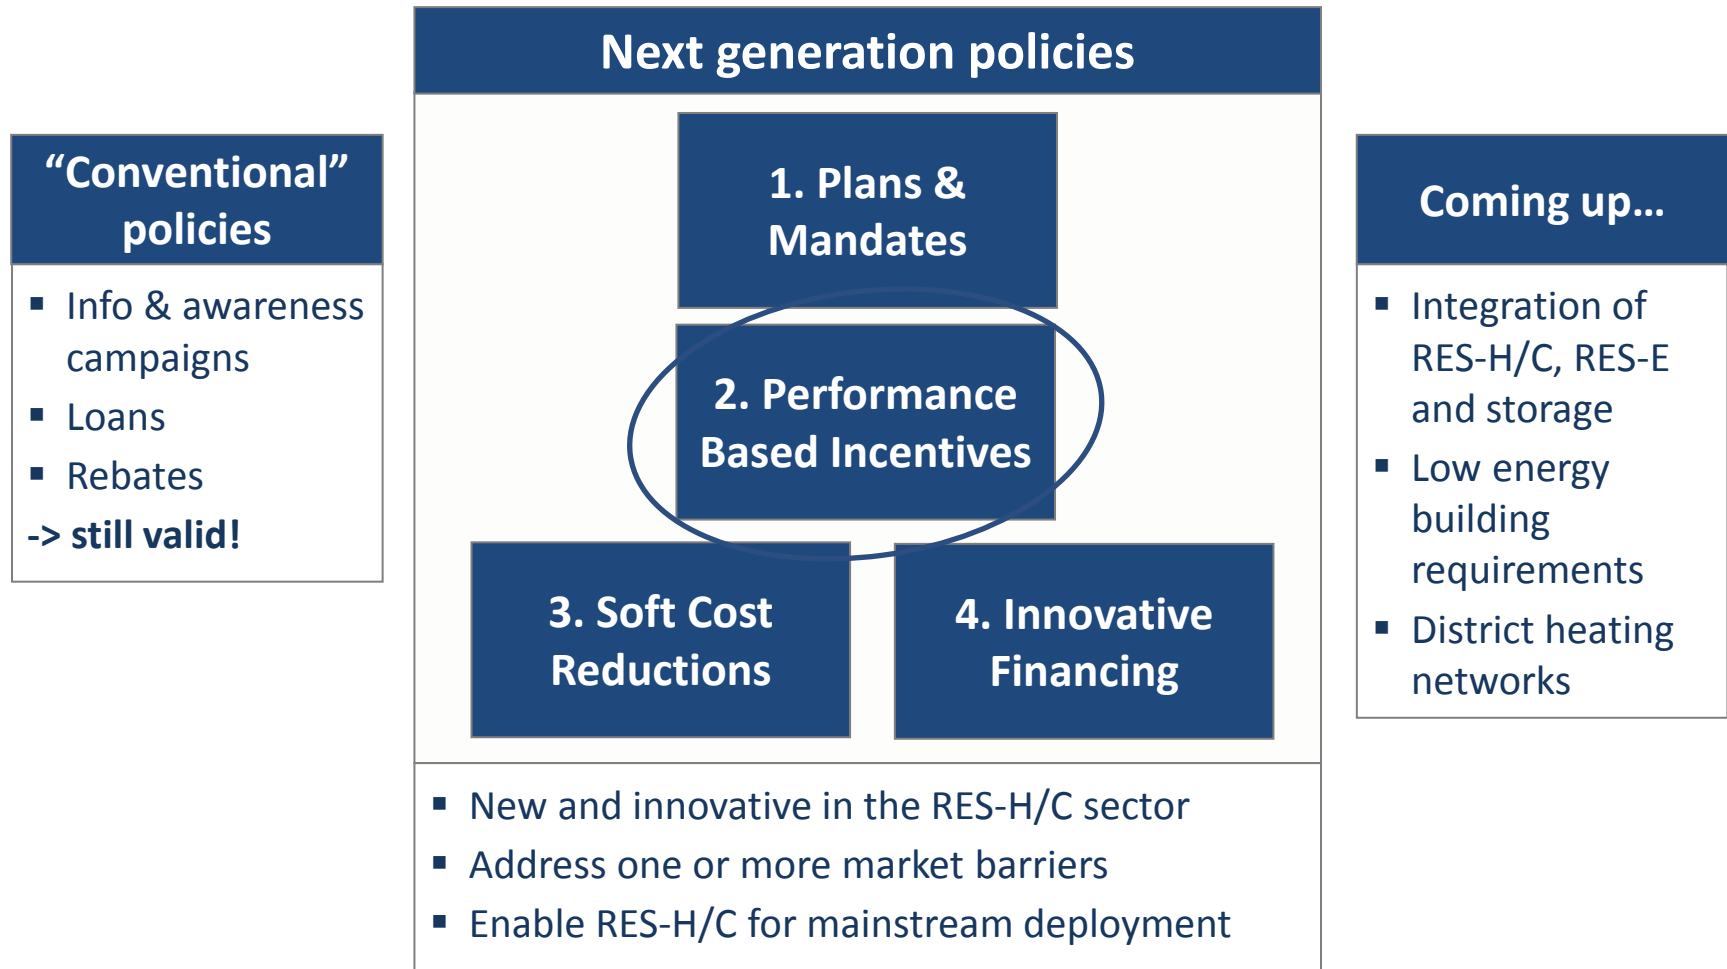 Next generation policies
“Conventional”
policies
▪ Info & awareness
campaigns
▪ Loans
▪ Rebates
-> still valid!
1. Plans &
Mandates
2. Performance
Based Incentives
3. Soft Cost
Reductions
4. Innovative
Financing
▪ New and innovative in the RES-H/C sector
▪ Address one or more market barriers
▪ Enable RES-H/C for mainstream deployment
Coming up...
▪ Integration of
RES-H/C, RES-E
and storage
▪ Low energy
building
requirements
▪ District heating
networks